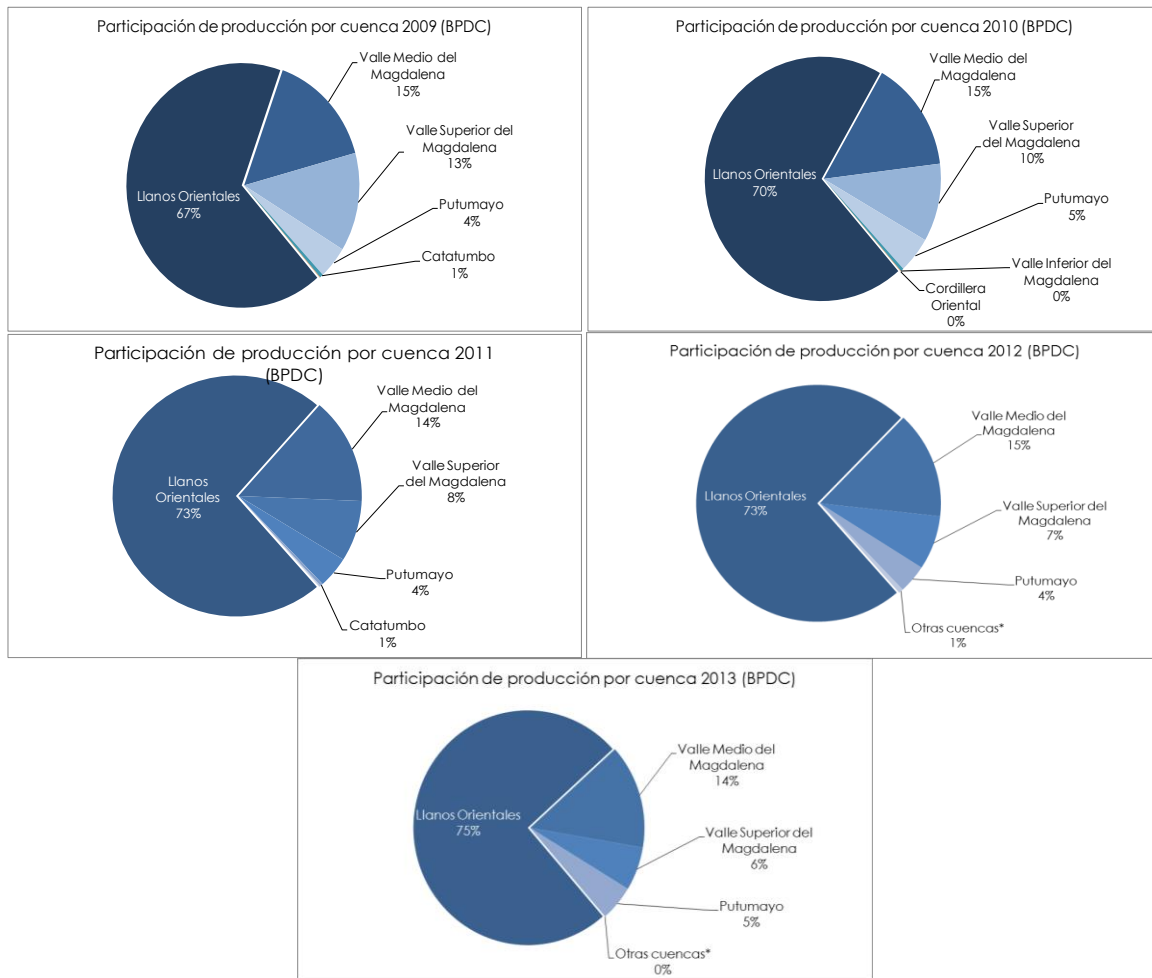 Participación de producción por cuenca 2009 (BPDC)
Valle Medio del
Magdalena
15%
Valle Superior del
Magdalena
13%
Llanos Orientales
67%
Putumayo
4%
Catatumbo
1%
Participación de producción por cuenca 2010 (BPDC)
Valle Medio del
Magdalena
15%
Valle Superior
del Magdalena
10%
Llanos Orientales
70%
Putumayo
5%
Valle Inferior del
Magdalena
0%
Cordillera
Oriental
0%
Participación de producción por cuenca 2011
(BPDC)
Valle Medio del
Magdalena
14%
Valle Superior
del Magdalena
8%
Llanos
Orientales
73%
Putumayo
4%
Catatumbo
1%
Participación de producción por cuenca 2012 (BPDC)
Valle Medio del
Magdalena
15%
Llanos Orientales
73%
Valle Superior del
Magdalena
7%
Putumayo
4%
Otras cuencas*
1%
Participación de producción por cuenca 2013 (BPDC)
Valle Medio del
Magdalena
14%
Llanos Orientales
75%
Valle Superior del
Magdalena
6%
Putumayo
5%
Otras cuencas*
0%